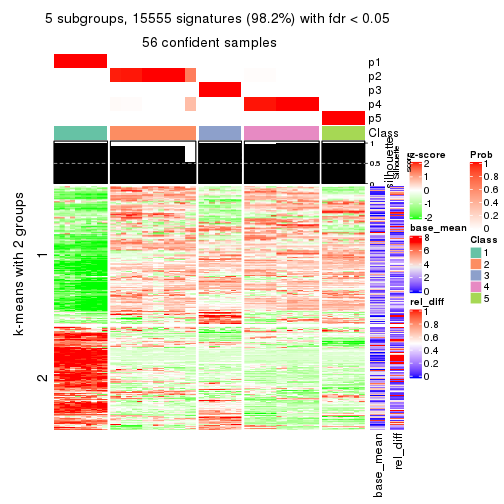 5 subgroups, 15555 signatures (98.2%) with fdr < 0.05
56 confident samples
p1
p2
p3
p4
p5
Class
1
0.5
0
silhouette
Silhouette score
k-means with 2 groups
1
2
base_mean
rel_diff
z-score
2
1
0
-1
-2
base_mean
8
6
4
2
0
rel_diff
1
0.8
0.6
0.4
0.2
0
Prob
1
0.8
0.6
0.4
0.2
0
Class
1
2
3
4
5